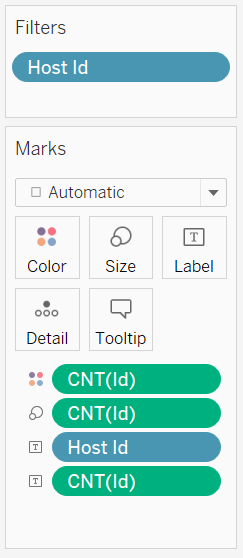 Filters
Host Id
Marks
Automatic
Color Size Label
Detail Tooltip
CNT(Id)
CNT(Id)
Host Id
CNT(Id)